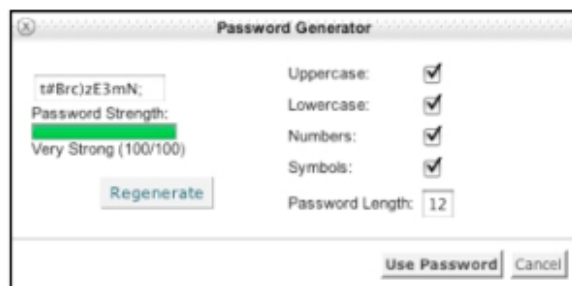 Password Generator
t#Brc)zE3mN;
Password Strength:
Very Strong (100/100)
Regenerate
Uppercase:
Lowercase:
Numbers:
Symbols:
Password Length: 12
Use Password Cancel